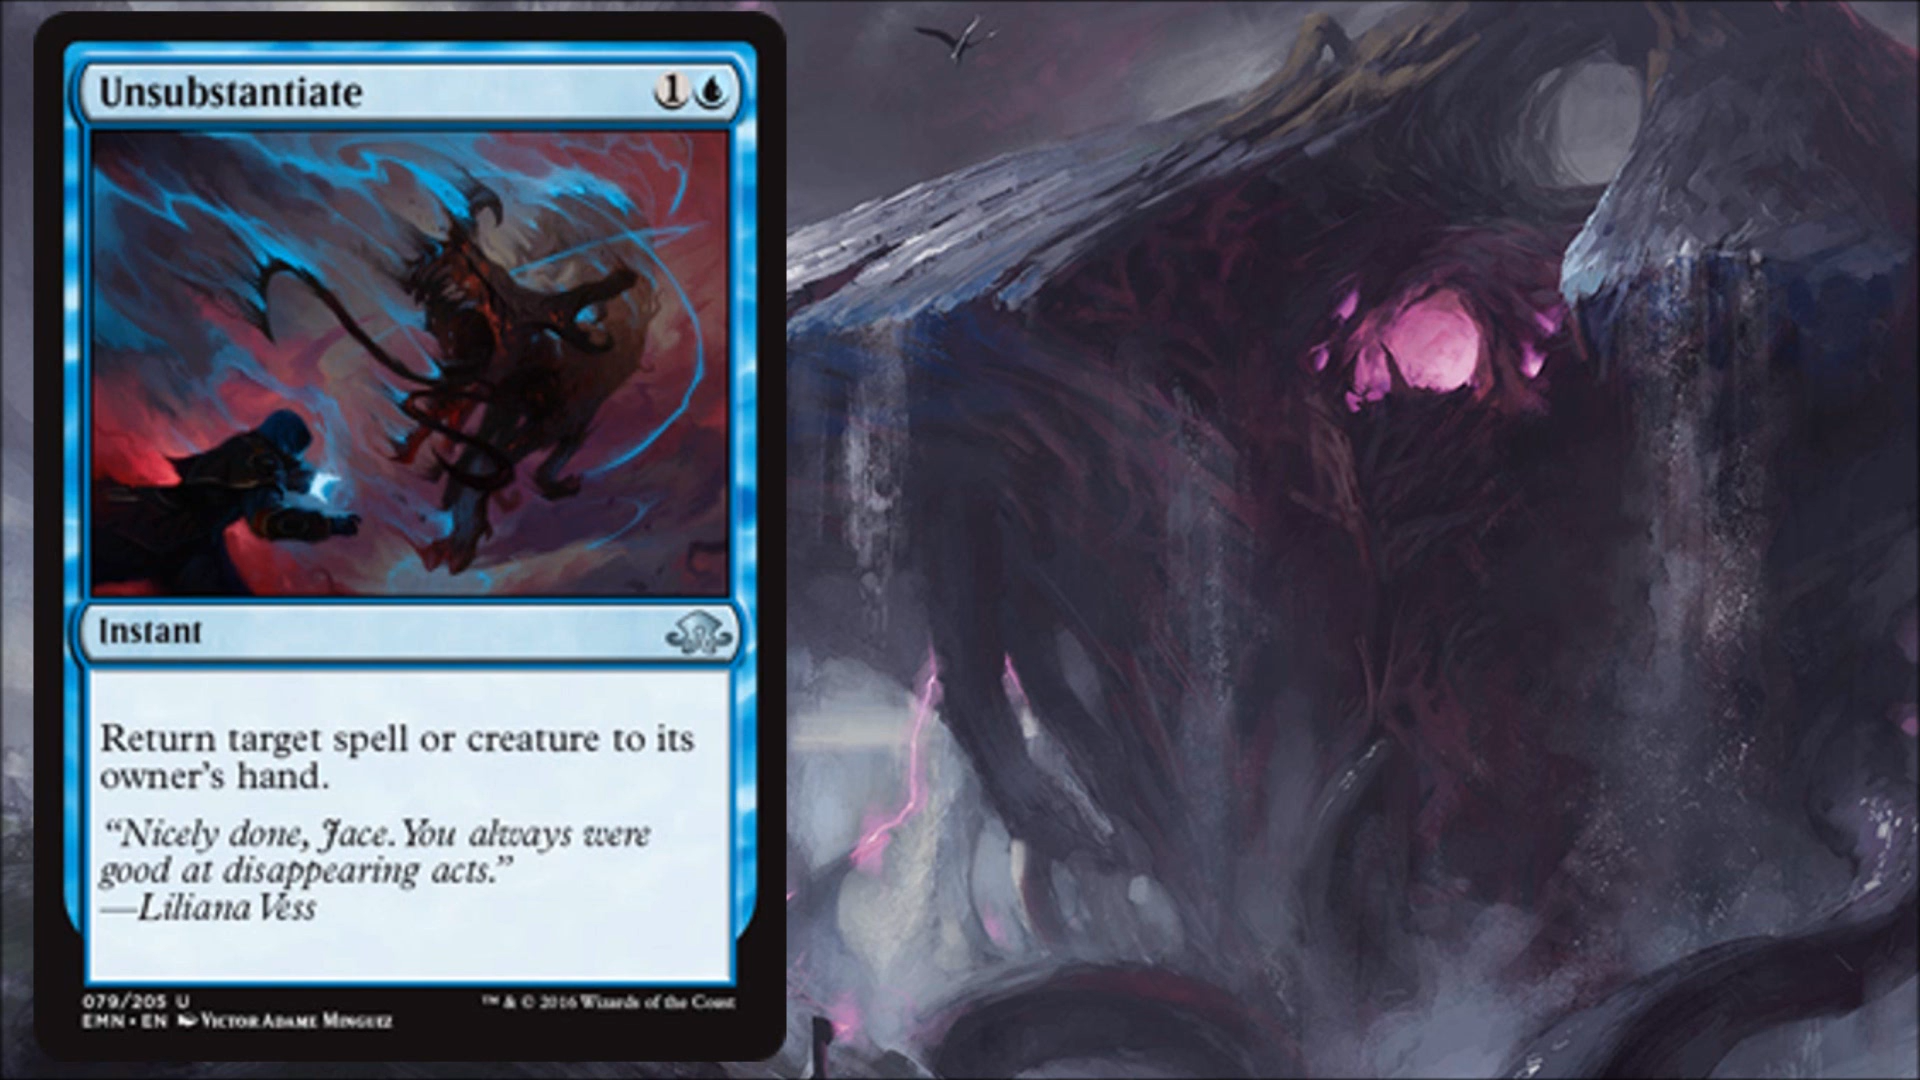 Unsubstantiate 1
Instant
Return target spell or creature to its
owner's hand.
“Nicely done, Jace. You always were
good at disappearing acts.”
—Liliana Vess
079/205 U
™ & © 2016 Wizards of the Coast
EMN • EN Victor Adame Minguez